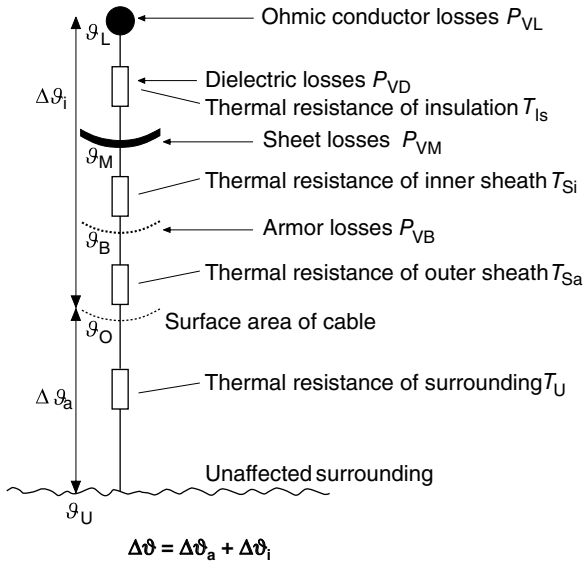 Ohmic conductor losses P_VL
ϑ_L
Dielectric losses P_VD
Δϑ_i
Thermal resistance of insulation T_Is
Sheet losses P_VM
ϑ_M
Thermal resistance of inner sheath T_Si
Armor losses P_VB
ϑ_B
Thermal resistance of outer sheath T_Sa
Surface area of cable
ϑ_O
Thermal resistance of surrounding T_U
Δϑ_a
Unaffected surrounding
ϑ_U
Δϑ = Δϑ_a + Δϑ_i